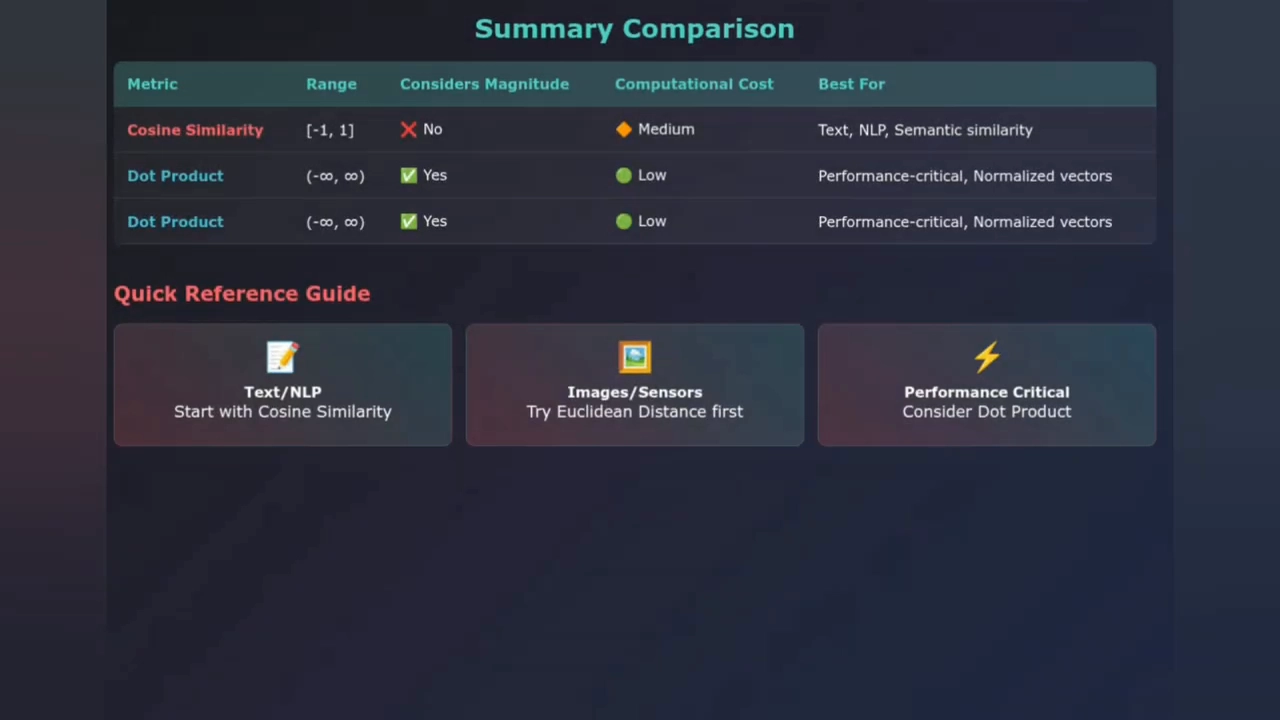 Summary Comparison
Metric Range Considers Magnitude Computational Cost Best For
Cosine Similarity [-1, 1] ❌ No 🔶 Medium Text, NLP, Semantic similarity
Dot Product (-∞, ∞) ✅ Yes 🟢 Low Performance-critical, Normalized vectors
Dot Product (-∞, ∞) ✅ Yes 🟢 Low Performance-critical, Normalized vectors
Quick Reference Guide
Text/NLP
Start with Cosine Similarity
Images/Sensors
Try Euclidean Distance first
Performance Critical
Consider Dot Product